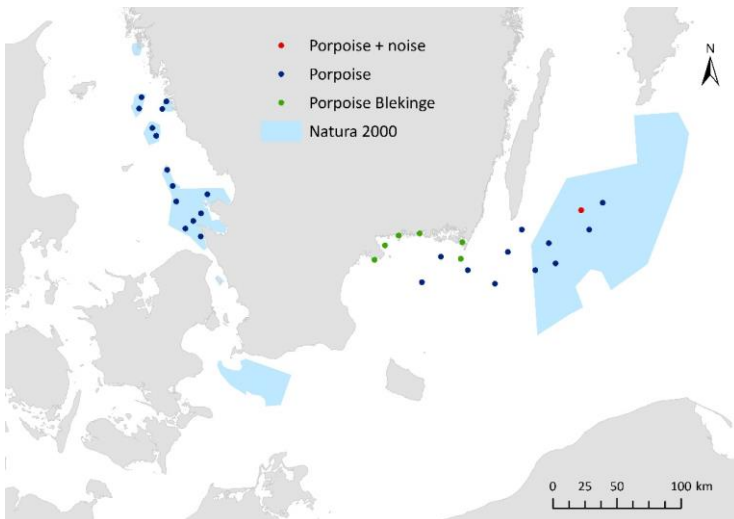 Porpoise + noise
Porpoise
Porpoise Blekinge
Natura 2000
N
0 25 50 100 km